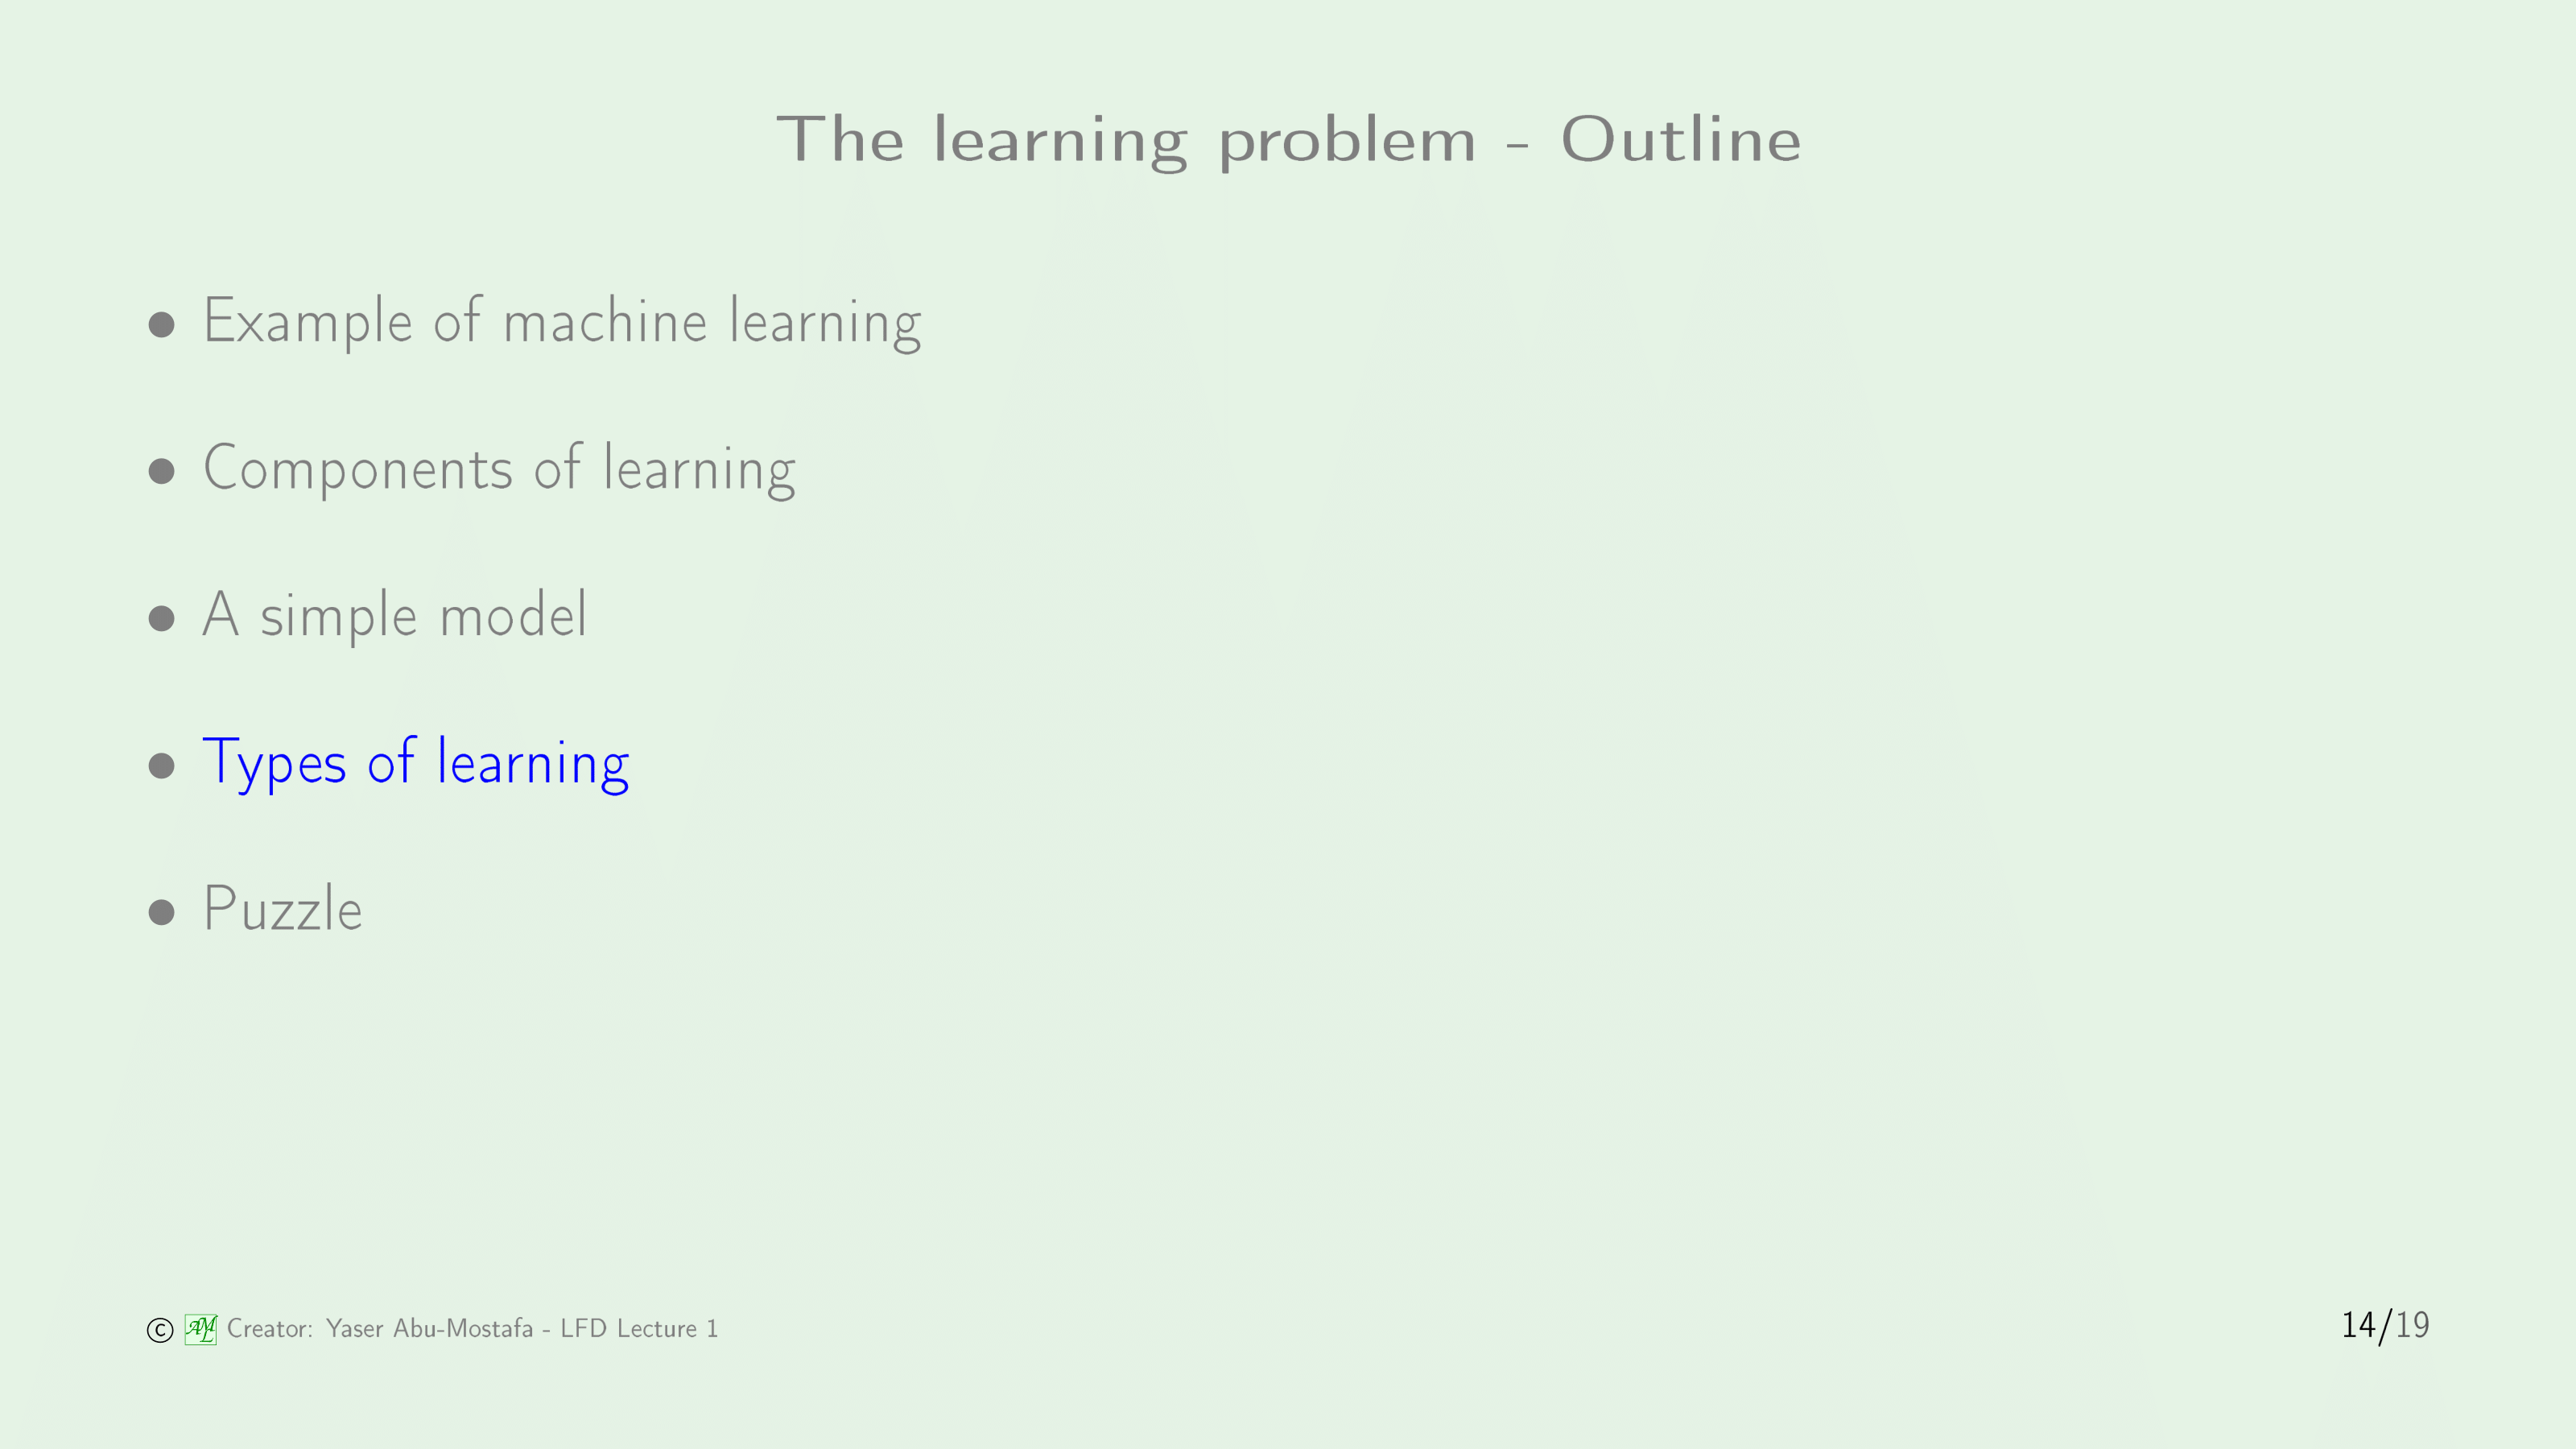 The learning problem - Outline
• Example of machine learning
• Components of learning
• A simple model
• Types of learning
• Puzzle
© AML Creator: Yaser Abu-Mostafa - LFD Lecture 1
14/19